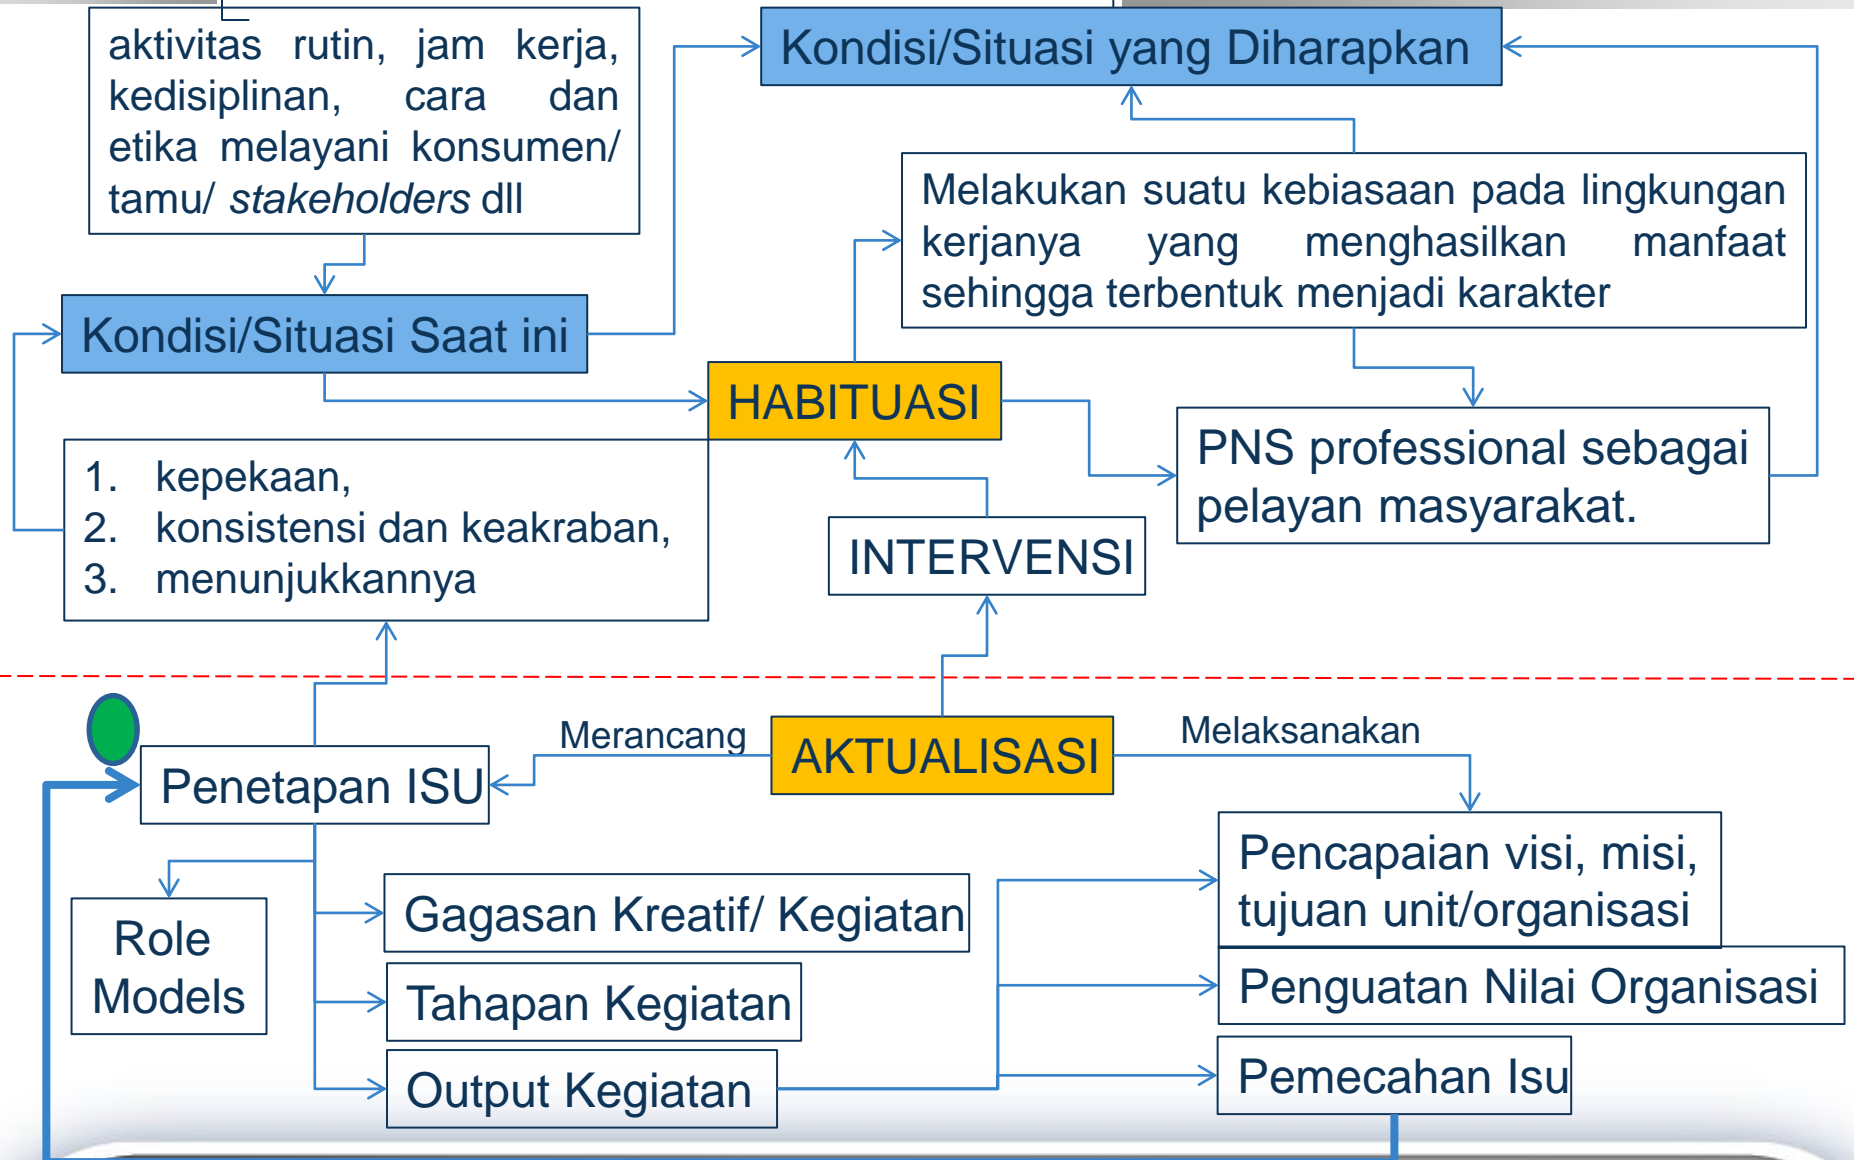 aktivitas rutin, jam kerja,
kedisiplinan, cara dan
etika melayani konsumen/
tamu/ stakeholders dll
Kondisi/Situasi yang Diharapkan
Melakukan suatu kebiasaan pada lingkungan
kerjanya yang menghasilkan manfaat
sehingga terbentuk menjadi karakter
Kondisi/Situasi Saat ini
HABITUASI
1. kepekaan,
2. konsistensi dan keakraban,
3. menunjukkannya
PNS professional sebagai
pelayan masyarakat.
INTERVENSI
Merancang
AKTUALISASI
Melaksanakan
Penetapan ISU
Role
Models
Gagasan Kreatif/ Kegiatan
Tahapan Kegiatan
Output Kegiatan
Pencapaian visi, misi,
tujuan unit/organisasi
Penguatan Nilai Organisasi
Pemecahan Isu